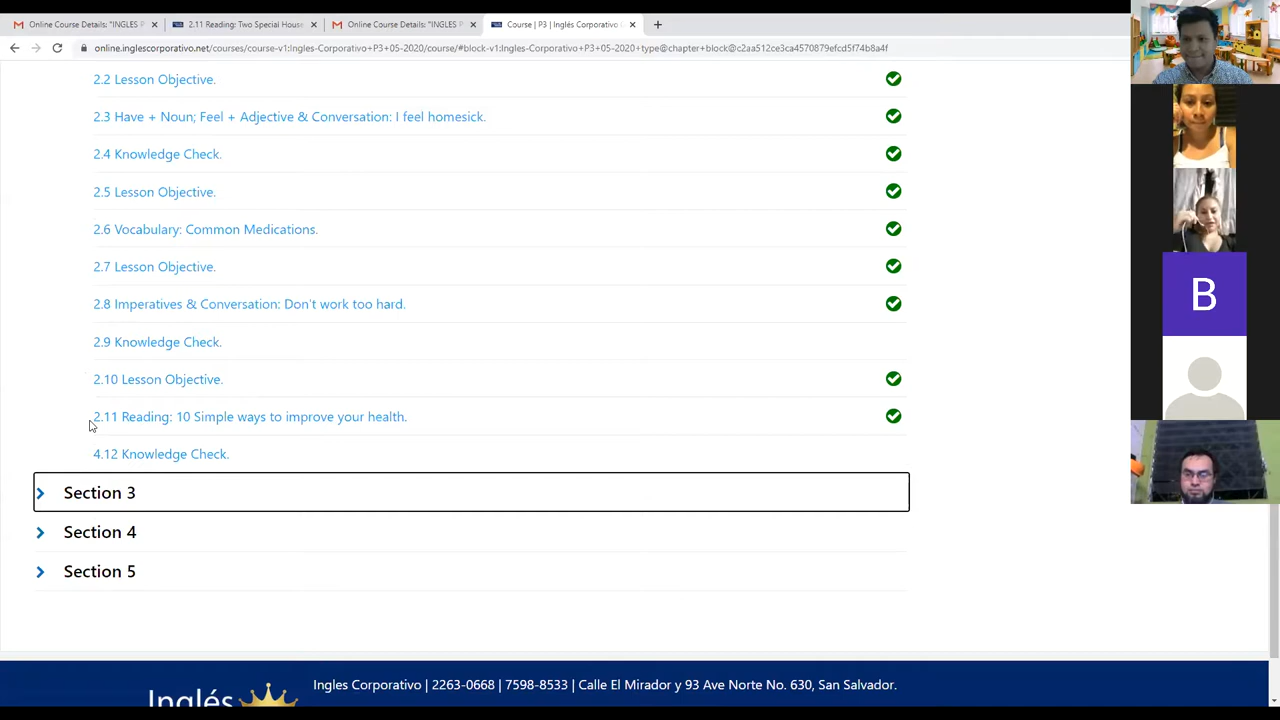 Online Course Details: "INGLES P
2.11 Reading: Two Special House
Online Course Details: "INGLES P
Course | P3 | Inglés Corporativo
online.inglescorporativo.net/courses/course-v1:Ingles-Corporativo+P3+05-2020/course/#block-v1:Ingles-Corporativo+P3+05-2020+type@chapter+block@c2aa512ce3ca4570879efcd5f74b8a4f
2.2 Lesson Objective.
2.3 Have + Noun; Feel + Adjective & Conversation: I feel homesick.
2.4 Knowledge Check.
2.5 Lesson Objective.
2.6 Vocabulary: Common Medications.
2.7 Lesson Objective.
2.8 Imperatives & Conversation: Don't work too hard.
2.9 Knowledge Check.
2.10 Lesson Objective.
2.11 Reading: 10 Simple ways to improve your health.
4.12 Knowledge Check.
Section 3
Section 4
Section 5
Inglés
Ingles Corporativo | 2263-0668 | 7598-8533 | Calle El Mirador y 93 Ave Norte No. 630, San Salvador.
B